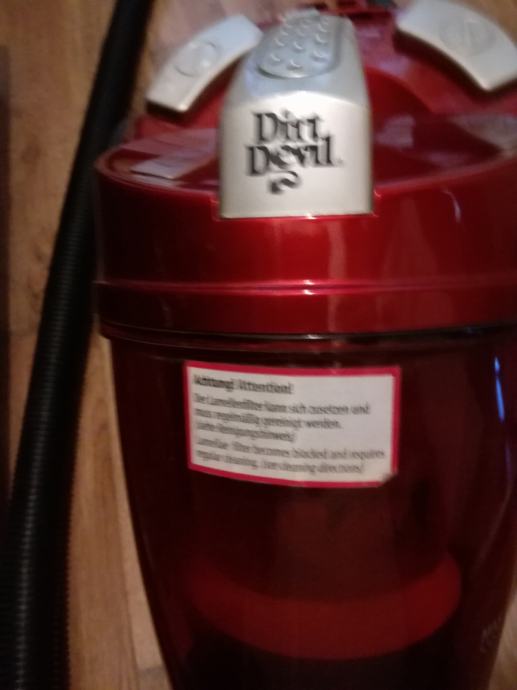 Dirt
Devil
Achtung! Attention!
Der Lamellenfilter kann sich zusetzen und
muss regelmäßig gereinigt werden.
(siehe Reinigungshinweis)
Lamellar filter becomes blocked and requires
regular cleaning. (see cleaning directions)